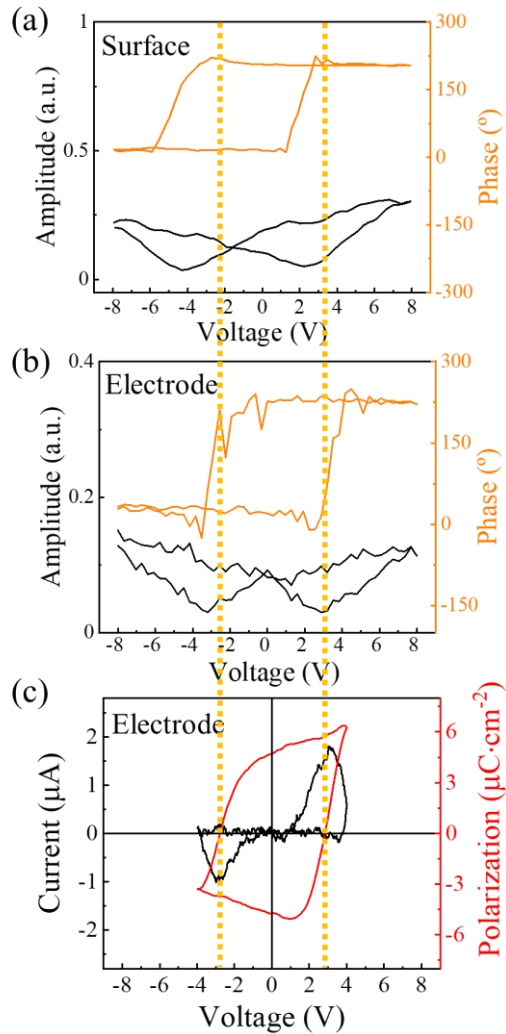 (a)
Surface
Amplitude (a.u.)
1
0.5
0
Phase (º)
300
150
0
-150
-300
-8 -6 -4 -2 0 2 4 6 8
Voltage (V)
(b)
Electrode
Amplitude (a.u.)
0.4
0.2
0
Phase (º)
300
150
0
-150
-8 -6 -4 -2 0 2 4 6 8
Voltage (V)
(c)
Electrode
Current (μA)
2
1
0
-1
-2
Polarization (μC·cm-2)
6
3
0
-3
-6
-8 -6 -4 -2 0 2 4 6 8
Voltage (V)